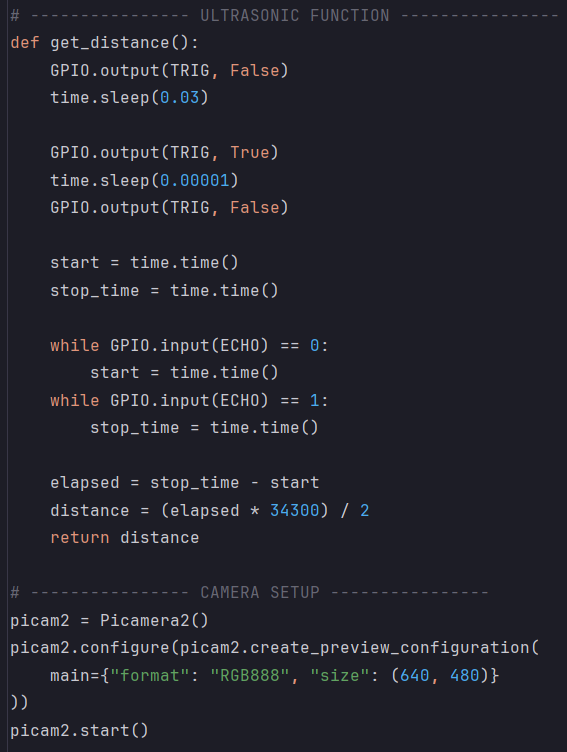 # ---------------- ULTRASONIC FUNCTION ----------------
def get_distance():
    GPIO.output(TRIG, False)
    time.sleep(0.03)

    GPIO.output(TRIG, True)
    time.sleep(0.00001)
    GPIO.output(TRIG, False)

    start = time.time()
    stop_time = time.time()

    while GPIO.input(ECHO) == 0:
        start = time.time()
    while GPIO.input(ECHO) == 1:
        stop_time = time.time()

    elapsed = stop_time - start
    distance = (elapsed * 34300) / 2
    return distance

# ---------------- CAMERA SETUP ----------------
picam2 = Picamera2()
picam2.configure(picam2.create_preview_configuration(
    main={"format": "RGB888", "size": (640, 480)}
))
picam2.start()